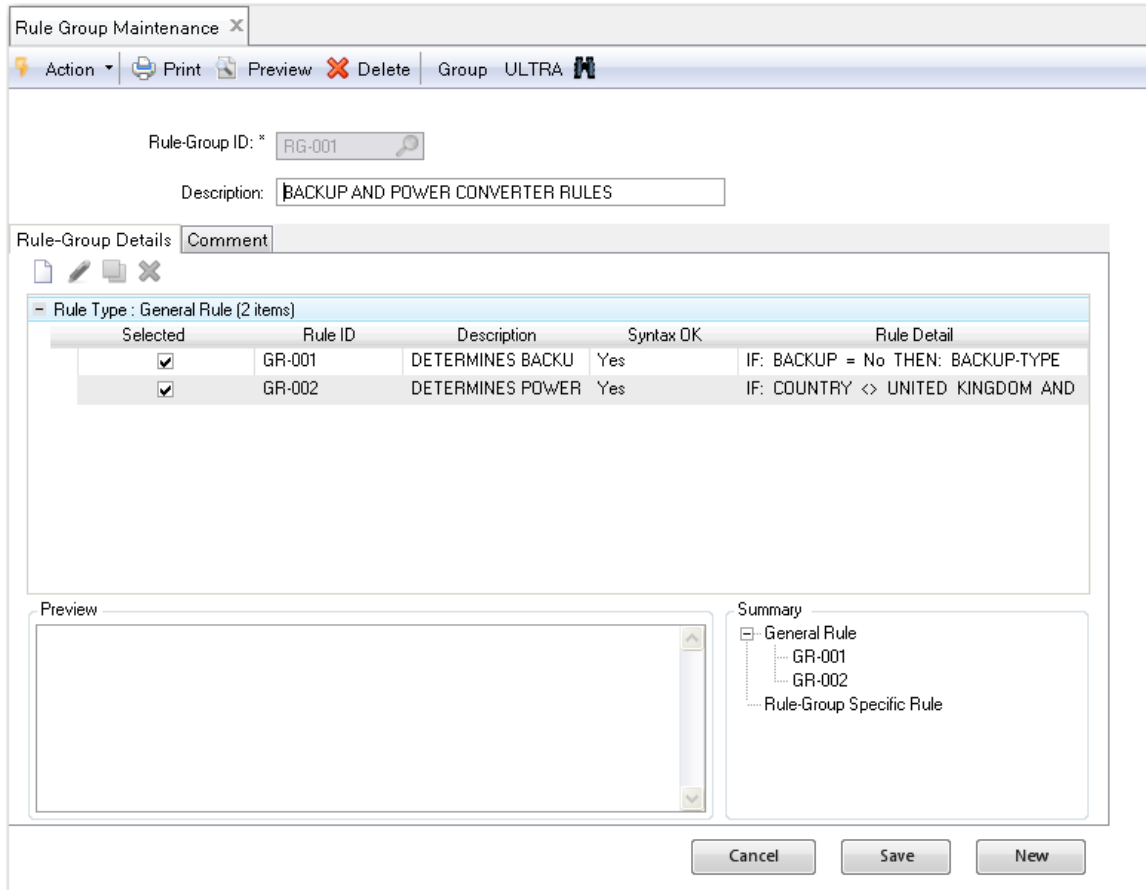 Rule Group Maintenance
Action Print Preview Delete Group ULTRA
Rule-Group ID: * RG-001
Description: BACKUP AND POWER CONVERTER RULES
Rule-Group Details Comment
Rule Type : General Rule (2 items)
Selected Rule ID Description Syntax OK Rule Detail
GR-001 DETERMINES BACKU Yes IF: BACKUP = No THEN: BACKUP-TYPE
GR-002 DETERMINES POWER Yes IF: COUNTRY <> UNITED KINGDOM AND
Preview
Summary
General Rule
GR-001
GR-002
Rule-Group Specific Rule
Cancel Save New